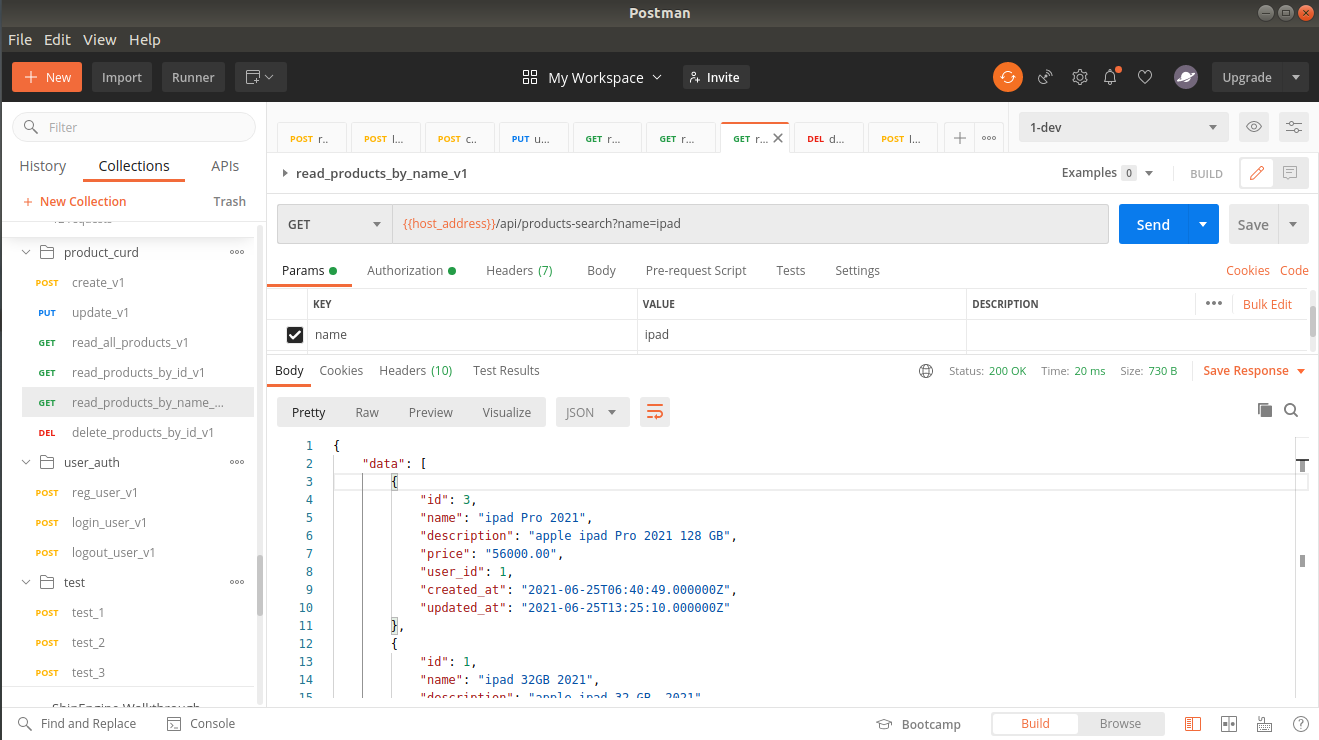 Postman
File Edit View Help
+ New Import Runner My Workspace Invite Upgrade
Filter
History Collections APIs
+ New Collection Trash
product_curd
POST create_v1
PUT update_v1
GET read_all_products_v1
GET read_products_by_id_v1
GET read_products_by_name_...
DEL delete_products_by_id_v1
user_auth
POST reg_user_v1
POST login_user_v1
POST logout_user_v1
test
POST test_1
POST test_2
POST test_3
POST r.. POST l... POST c.. PUT u... GET r... GET r... GET r... DEL d... POST l... + 1-dev
read_products_by_name_v1 Examples 0 BUILD
GET {{host_address}}/api/products-search?name=ipad Send Save
Params Authorization Headers (7) Body Pre-request Script Tests Settings Cookies Code
KEY VALUE DESCRIPTION ••• Bulk Edit
name ipad
Body Cookies Headers (10) Test Results Status: 200 OK Time: 20 ms Size: 730 B Save Response
Pretty Raw Preview Visualize JSON
1 {
2 "data": [
3 {
4 "id": 3,
5 "name": "ipad Pro 2021",
6 "description": "apple ipad Pro 2021 128 GB",
7 "price": "56000.00",
8 "user_id": 1,
9 "created_at": "2021-06-25T06:40:49.000000Z",
10 "updated_at": "2021-06-25T13:25:10.000000Z"
11 },
12 {
13 "id": 1,
14 "name": "ipad 32GB 2021",
15 "description": "apple ipad 32 GB 2021"
Find and Replace Console Bootcamp Build Browse